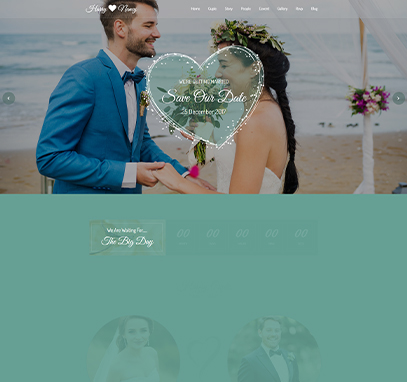 Harry Nancy
Home Couple Story People Events Gallery Shop Blog
WE'RE GETTING MARRIED
Save Our Date
25 December 2017
We Are Waiting For....
The Big Day
00 00 00 00 00